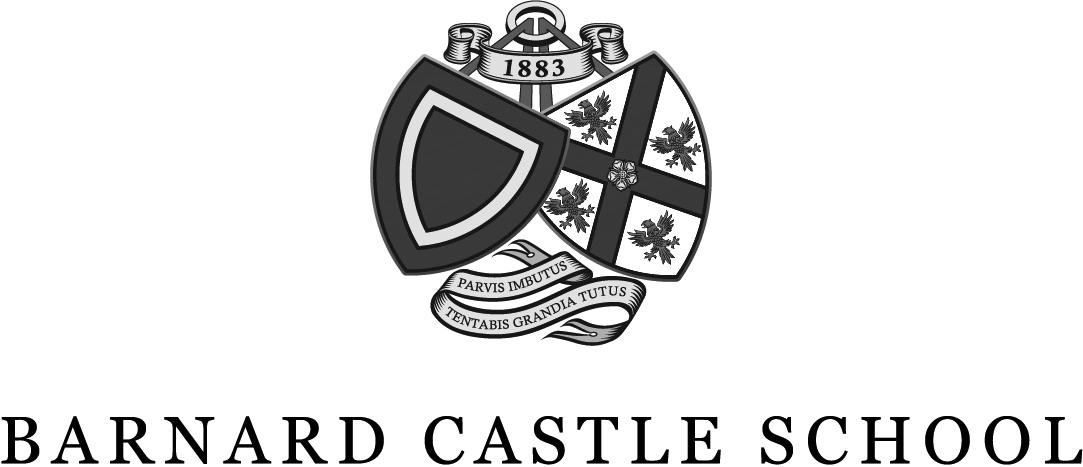 1883
PARVIS IMBUTUS
TENTABIS GRANDIA TUTUS
BARNARD CASTLE SCHOOL